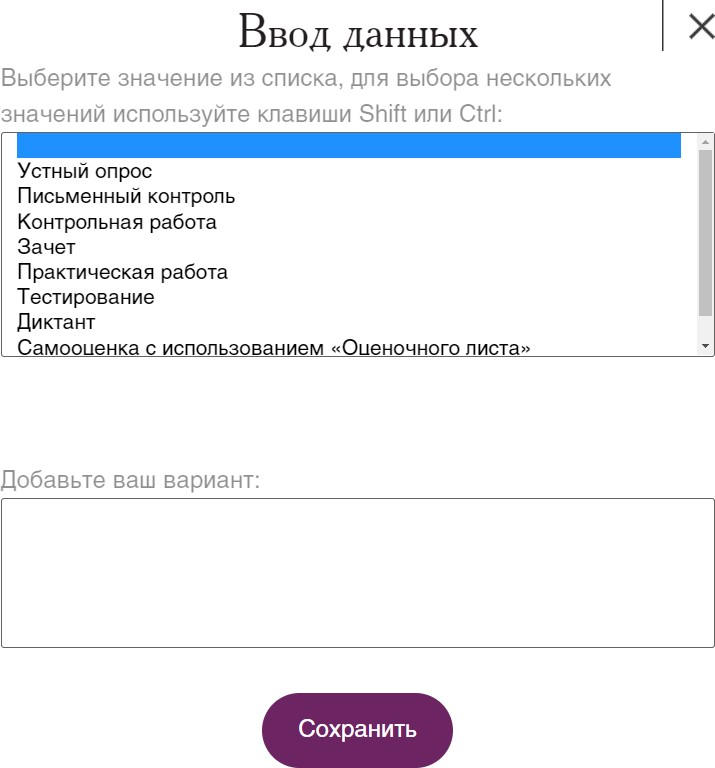 Ввод данных
Выберите значение из списка, для выбора нескольких
значений используйте клавиши Shift или Ctrl:
Устный опрос
Письменный контроль
Контрольная работа
Зачет
Практическая работа
Тестирование
Диктант
Самооценка с использованием «Оценочного листа»
Добавьте ваш вариант:
Сохранить